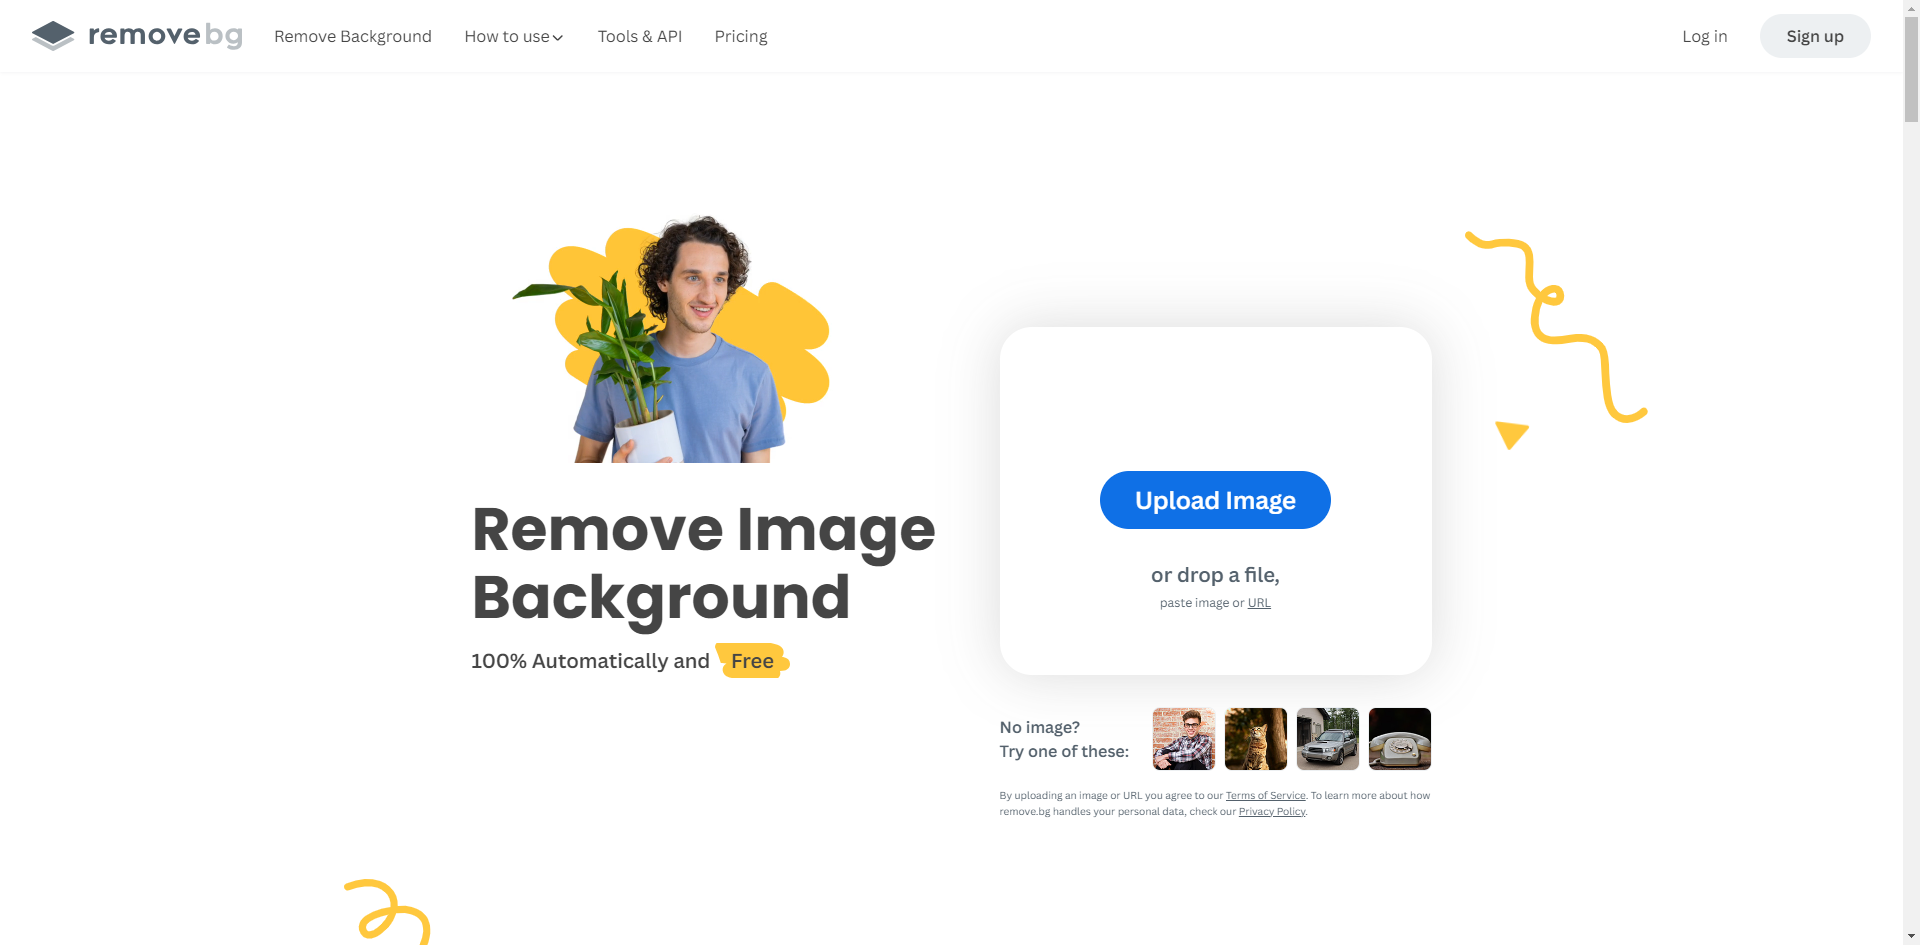 removebg
Remove Background
How to use
Tools & API
Pricing
Log in
Sign up
Remove Image
Background
100% Automatically and Free
Upload Image
or drop a file,
paste image or URL
No image?
Try one of these:
By uploading an image or URL you agree to our Terms of Service. To learn more about how
remove.bg handles your personal data, check our Privacy Policy.